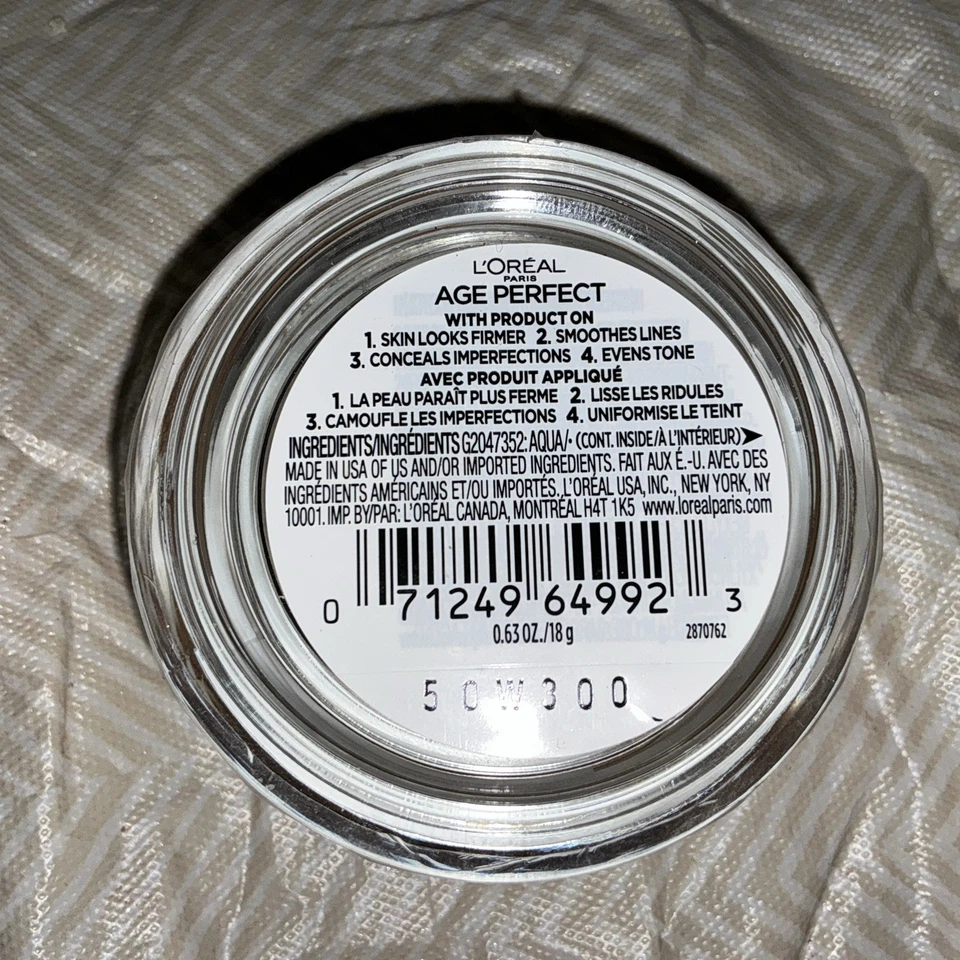 L'ORÉAL
PARIS
AGE PERFECT
WITH PRODUCT ON
1. SKIN LOOKS FIRMER 2. SMOOTHES LINES
3. CONCEALS IMPERFECTIONS 4. EVENS TONE
AVEC PRODUIT APPLIQUÉ
1. LA PEAU PARAÎT PLUS FERME 2. LISSE LES RIDULES
3. CAMOUFLE LES IMPERFECTIONS 4. UNIFORMISE LE TEINT
INGREDIENTS/INGRÉDIENTS G2047352: AQUA/• (CONT. INSIDE/À L'INTÉRIEUR)➤
MADE IN USA OF US AND/OR IMPORTED INGREDIENTS. FAIT AUX É.-U. AVEC DES
INGRÉDIENTS AMÉRICAINS ET/OU IMPORTÉS. L'ORÉAL USA, INC., NEW YORK, NY
10001. IMP. BY/PAR: L'ORÉAL CANADA, MONTRÉAL H4T 1K5 www.lorealparis.com
0 71249 64992 3
0.63 OZ./18 g 2870762
50W300